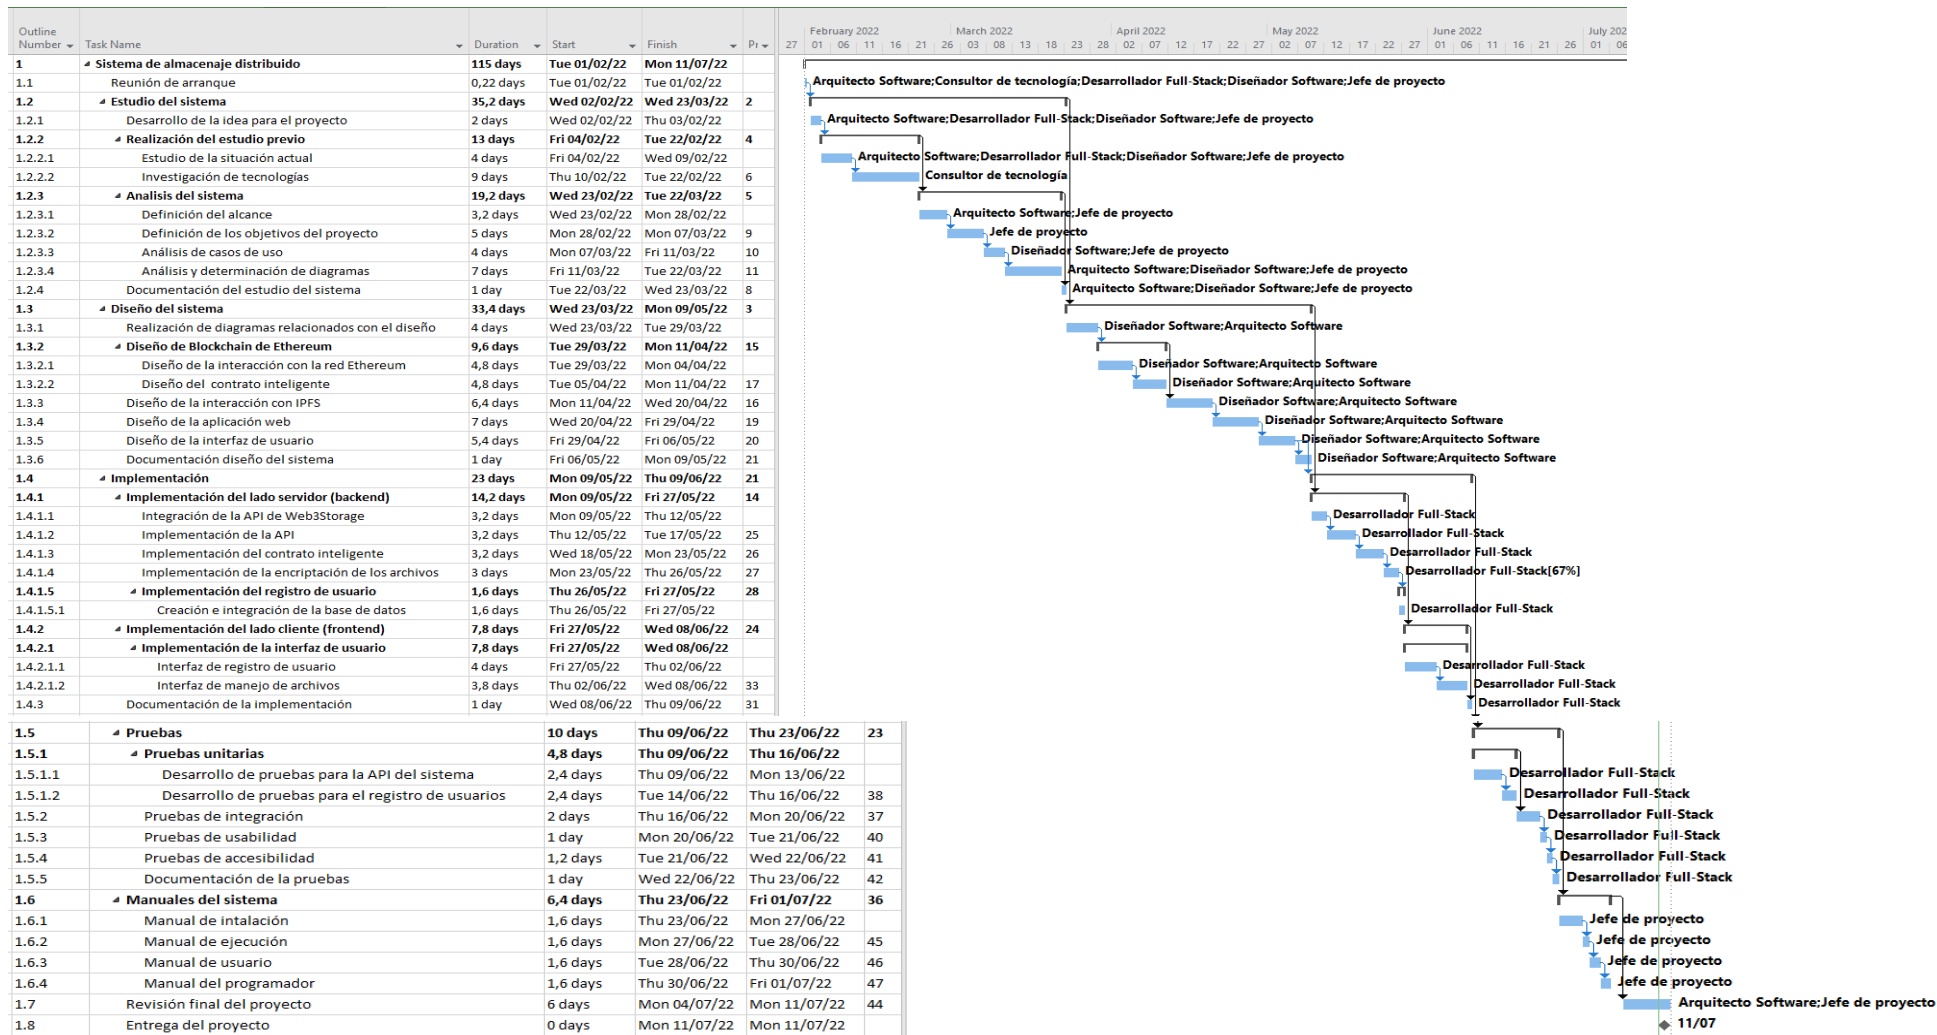 Outline Number Task Name Duration Start Finish Pr
February 2022 March 2022 April 2022 May 2022 June 2022 July 202
27 01 06 11 16 21 26 03 08 13 18 23 28 02 07 12 17 22 27 02 07 12 17 22 27 01 06 11 16 21 26 01 06
1 Sistema de almacenaje distribuido 115 days Tue 01/02/22 Mon 11/07/22
1.1 Reunión de arranque 0,22 days Tue 01/02/22 Tue 01/02/22 Arquitecto Software;Consultor de tecnología;Desarrollador Full-Stack;Diseñador Software;Jefe de proyecto
1.2 Estudio del sistema 35,2 days Wed 02/02/22 Wed 23/03/22 2
1.2.1 Desarrollo de la idea para el proyecto 2 days Wed 02/02/22 Thu 03/02/22 Arquitecto Software;Desarrollador Full-Stack;Diseñador Software;Jefe de proyecto
1.2.2 Realización del estudio previo 13 days Fri 04/02/22 Tue 22/02/22 4
1.2.2.1 Estudio de la situación actual 4 days Fri 04/02/22 Wed 09/02/22 Arquitecto Software;Desarrollador Full-Stack;Diseñador Software;Jefe de proyecto
1.2.2.2 Investigación de tecnologías 9 days Thu 10/02/22 Tue 22/02/22 6 Consultor de tecnología
1.2.3 Analisis del sistema 19,2 days Wed 23/02/22 Tue 22/03/22 5
1.2.3.1 Definición del alcance 3,2 days Wed 23/02/22 Mon 28/02/22 Arquitecto Software;Jefe de proyecto
1.2.3.2 Definición de los objetivos del proyecto 5 days Mon 28/02/22 Mon 07/03/22 9 Jefe de proyecto
1.2.3.3 Análisis de casos de uso 4 days Mon 07/03/22 Fri 11/03/22 10 Diseñador Software;Jefe de proyecto
1.2.3.4 Análisis y determinación de diagramas 7 days Fri 11/03/22 Tue 22/03/22 11 Arquitecto Software;Diseñador Software;Jefe de proyecto
1.2.4 Documentación del estudio del sistema 1 day Tue 22/03/22 Wed 23/03/22 8 Arquitecto Software;Diseñador Software;Jefe de proyecto
1.3 Diseño del sistema 33,4 days Wed 23/03/22 Mon 09/05/22 3
1.3.1 Realización de diagramas relacionados con el diseño 4 days Wed 23/03/22 Tue 29/03/22 Diseñador Software;Arquitecto Software
1.3.2 Diseño de Blockchain de Ethereum 9,6 days Tue 29/03/22 Mon 11/04/22 15
1.3.2.1 Diseño de la interacción con la red Ethereum 4,8 days Tue 29/03/22 Mon 04/04/22 Diseñador Software;Arquitecto Software
1.3.2.2 Diseño del contrato inteligente 4,8 days Tue 05/04/22 Mon 11/04/22 17 Diseñador Software;Arquitecto Software
1.3.3 Diseño de la interacción con IPFS 6,4 days Mon 11/04/22 Wed 20/04/22 16 Diseñador Software;Arquitecto Software
1.3.4 Diseño de la aplicación web 7 days Wed 20/04/22 Fri 29/04/22 19 Diseñador Software;Arquitecto Software
1.3.5 Diseño de la interfaz de usuario 5,4 days Fri 29/04/22 Fri 06/05/22 20 Diseñador Software;Arquitecto Software
1.3.6 Documentación diseño del sistema 1 day Fri 06/05/22 Mon 09/05/22 21 Diseñador Software;Arquitecto Software
1.4 Implementación 23 days Mon 09/05/22 Thu 09/06/22 21
1.4.1 Implementación del lado servidor (backend) 14,2 days Mon 09/05/22 Fri 27/05/22 14
1.4.1.1 Integración de la API de Web3Storage 3,2 days Mon 09/05/22 Thu 12/05/22 Desarrollador Full-Stack
1.4.1.2 Implementación de la API 3,2 days Thu 12/05/22 Tue 17/05/22 25 Desarrollador Full-Stack
1.4.1.3 Implementación del contrato inteligente 3,2 days Wed 18/05/22 Mon 23/05/22 26 Desarrollador Full-Stack
1.4.1.4 Implementación de la encriptación de los archivos 3 days Mon 23/05/22 Thu 26/05/22 27 Desarrollador Full-Stack[67%]
1.4.1.5 Implementación del registro de usuario 1,6 days Thu 26/05/22 Fri 27/05/22 28
1.4.1.5.1 Creación e integración de la base de datos 1,6 days Thu 26/05/22 Fri 27/05/22 Desarrollador Full-Stack
1.4.2 Implementación del lado cliente (frontend) 7,8 days Fri 27/05/22 Wed 08/06/22 24
1.4.2.1 Implementación de la interfaz de usuario 7,8 days Fri 27/05/22 Wed 08/06/22
1.4.2.1.1 Interfaz de registro de usuario 4 days Fri 27/05/22 Thu 02/06/22 Desarrollador Full-Stack
1.4.2.1.2 Interfaz de manejo de archivos 3,8 days Thu 02/06/22 Wed 08/06/22 33 Desarrollador Full-Stack
1.4.3 Documentación de la implementación 1 day Wed 08/06/22 Thu 09/06/22 31 Desarrollador Full-Stack
1.5 Pruebas 10 days Thu 09/06/22 Thu 23/06/22 23
1.5.1 Pruebas unitarias 4,8 days Thu 09/06/22 Thu 16/06/22
1.5.1.1 Desarrollo de pruebas para la API del sistema 2,4 days Thu 09/06/22 Mon 13/06/22 Desarrollador Full-Stack
1.5.1.2 Desarrollo de pruebas para el registro de usuarios 2,4 days Tue 14/06/22 Thu 16/06/22 38 Desarrollador Full-Stack
1.5.2 Pruebas de integración 2 days Thu 16/06/22 Mon 20/06/22 37 Desarrollador Full-Stack
1.5.3 Pruebas de usabilidad 1 day Mon 20/06/22 Tue 21/06/22 40 Desarrollador Full-Stack
1.5.4 Pruebas de accesibilidad 1,2 days Tue 21/06/22 Wed 22/06/22 41 Desarrollador Full-Stack
1.5.5 Documentación de la pruebas 1 day Wed 22/06/22 Thu 23/06/22 42 Desarrollador Full-Stack
1.6 Manuales del sistema 6,4 days Thu 23/06/22 Fri 01/07/22 36
1.6.1 Manual de intalación 1,6 days Thu 23/06/22 Mon 27/06/22 Jefe de proyecto
1.6.2 Manual de ejecución 1,6 days Mon 27/06/22 Tue 28/06/22 45 Jefe de proyecto
1.6.3 Manual de usuario 1,6 days Tue 28/06/22 Thu 30/06/22 46 Jefe de proyecto
1.6.4 Manual del programador 1,6 days Thu 30/06/22 Fri 01/07/22 47 Jefe de proyecto
1.7 Revisión final del proyecto 6 days Mon 04/07/22 Mon 11/07/22 44 Arquitecto Software;Jefe de proyecto
1.8 Entrega del proyecto 0 days Mon 11/07/22 Mon 11/07/22 11/07